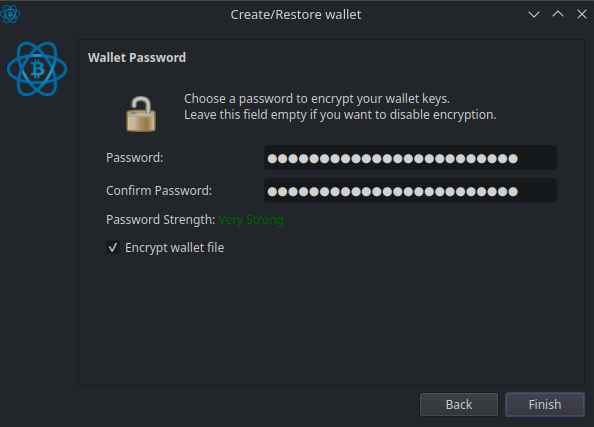 Create/Restore wallet
Wallet Password
Choose a password to encrypt your wallet keys.
Leave this field empty if you want to disable encryption.
Password: ●●●●●●●●●●●●●●●●●●●●●●●●
Confirm Password: ●●●●●●●●●●●●●●●●●●●●●●●●
Password Strength: Very Strong
✓ Encrypt wallet file
Back Finish